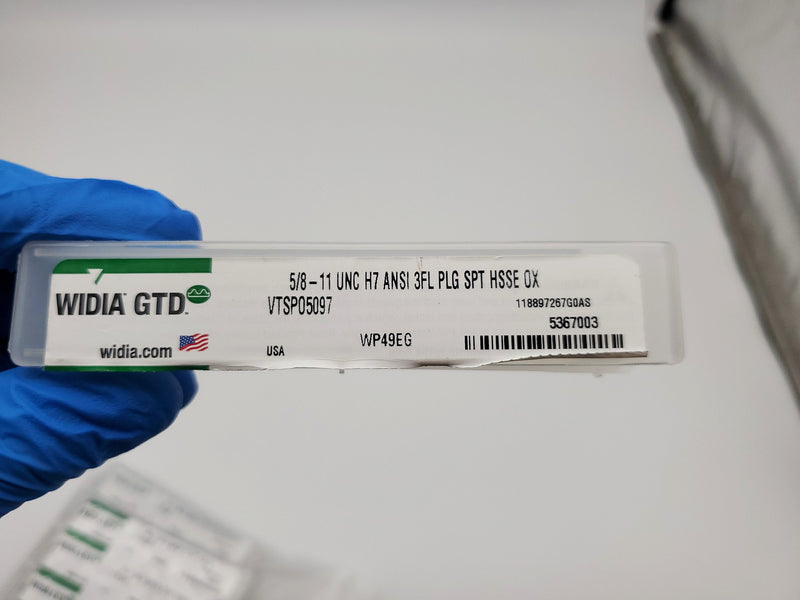 5/8-11 UNC H7 ANSI 3FL PLG SPT HSSE OX
WIDIA GTD™
VTSP05097
118897267G0AS
5367003
widia.com
USA
WP49EG